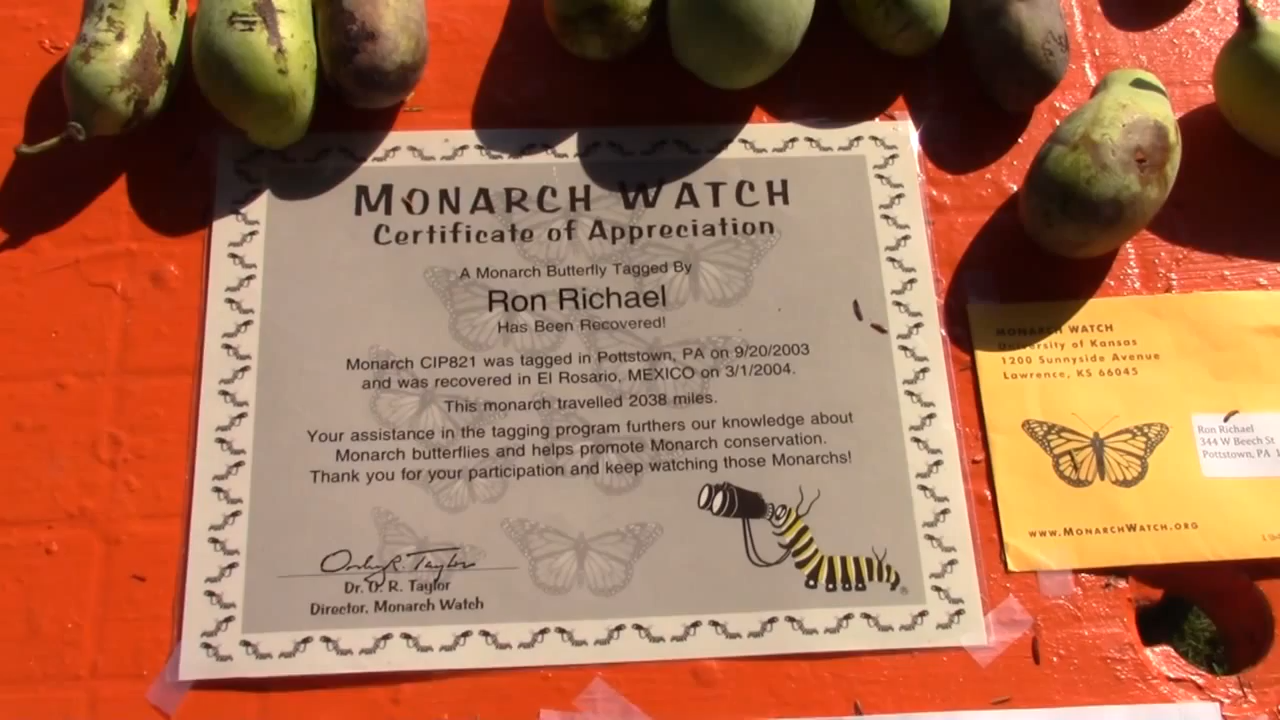 MONARCH WATCH
Certificate of Appreciation
A Monarch Butterfly Tagged By
Ron Richael
Has Been Recovered!
Monarch CIP821 was tagged in Pottstown, PA on 9/20/2003
and was recovered in El Rosario, MEXICO on 3/1/2004.
This monarch travelled 2038 miles.
Your assistance in the tagging program furthers our knowledge about
Monarch butterflies and helps promote Monarch conservation.
Thank you for your participation and keep watching those Monarchs!
Orley R. Taylor
Dr. O. R. Taylor
Director, Monarch Watch
MONARCH WATCH
University of Kansas
1200 Sunnyside Avenue
Lawrence, KS 66045
Ron Richael
344 W Beech St
Pottstown, PA 1
WWW.MONARCHWATCH.ORG